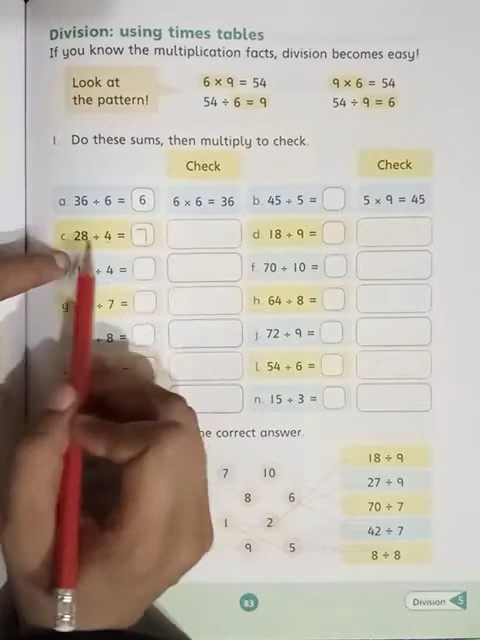 Division: using times tables
If you know the multiplication facts, division becomes easy!
Look at
the pattern!
6 × 9 = 54
54 ÷ 6 = 9
9 × 6 = 54
54 ÷ 9 = 6
1. Do these sums, then multiply to check.
Check Check
a. 36 ÷ 6 = 6 6 × 6 = 36 b. 45 ÷ 5 = 5 × 9 = 45
c. 28 ÷ 4 = 7 d. 18 ÷ 9 =
÷ 4 = f. 70 ÷ 10 =
g ÷ 7 = h. 64 ÷ 8 =
÷ 8 = j. 72 ÷ 9 =
l. 54 ÷ 6 =
n. 15 ÷ 3 =
correct answer.
7 10
8 6
1 2
9 5
18 ÷ 9
27 ÷ 9
70 ÷ 7
42 ÷ 7
8 ÷ 8
83
Division 5